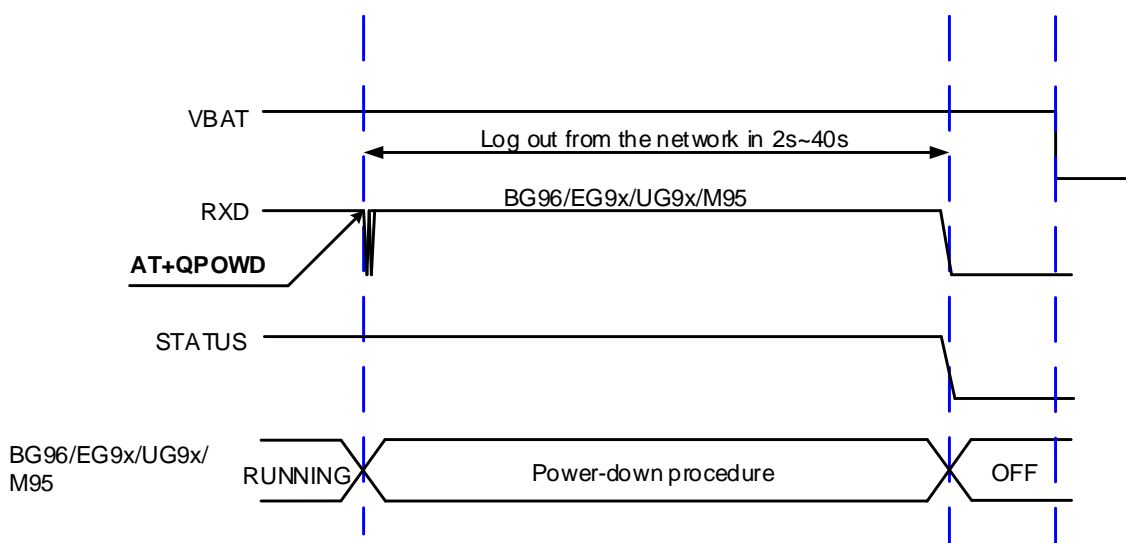 VBAT
Log out from the network in 2s~40s
BG96/EG9x/UG9x/M95
RXD
AT+QPOWD
STATUS
BG96/EG9x/UG9x/
M95
RUNNING
Power-down procedure
OFF